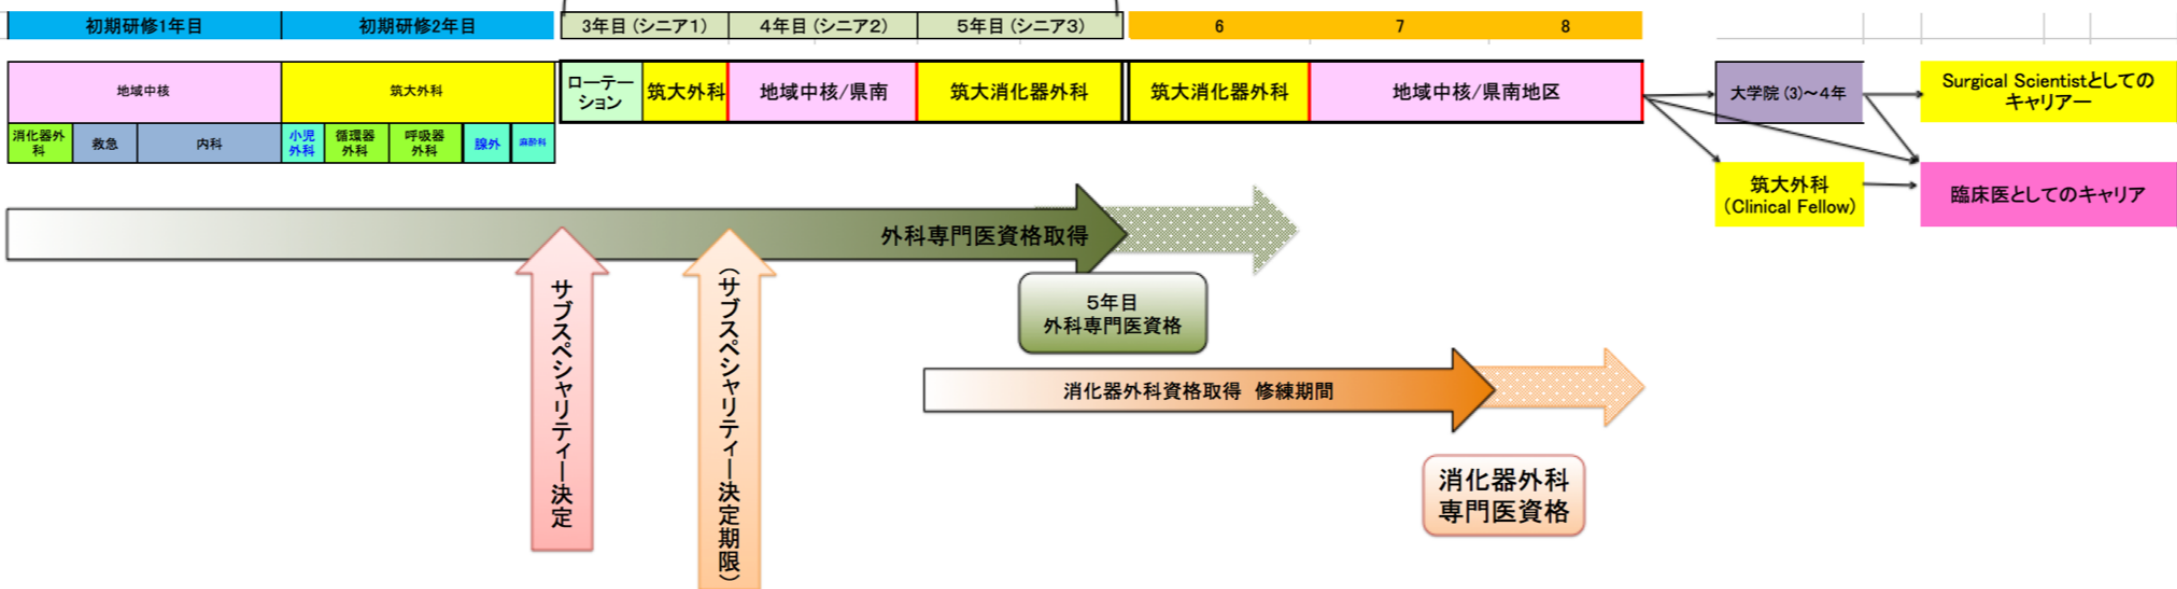 初期研修1年目
初期研修2年目
3年目(シニア1)
4年目(シニア2)
5年目(シニア3)
6
7
8
地域中核
筑大外科
ローテー
ション
筑大外科
地域中核/県南
筑大消化器外科
筑大消化器外科
地域中核/県南地区
大学院(3)～4年
Surgical Scientistとしての
キャリアー
消化器外
科
救急
内科
小児
外科
循環器
外科
呼吸器
外科
腺外
麻酔科
筑大外科
(Clinical Fellow)
臨床医としてのキャリア
外科専門医資格取得
サブスペシャリティー決定
(サブスペシャリティー決定期限)
5年目
外科専門医資格
消化器外科資格取得 修練期間
消化器外科
専門医資格